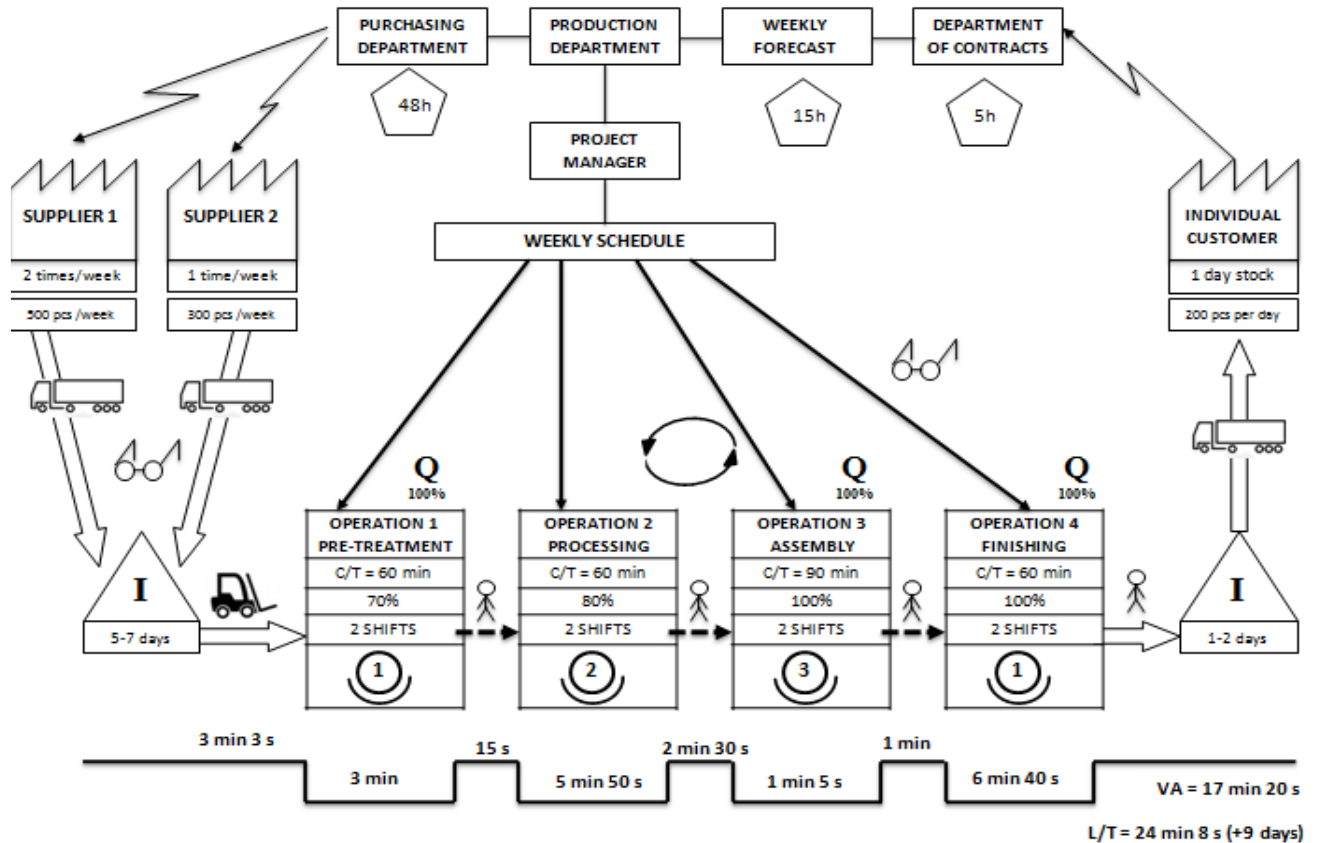 PURCHASING
DEPARTMENT
PRODUCTION
DEPARTMENT
WEEKLY
FORECAST
DEPARTMENT
OF CONTRACTS
48h
15h
5h
PROJECT
MANAGER
WEEKLY SCHEDULE
SUPPLIER 1
2 times/week
500 pcs /week
SUPPLIER 2
1 time/week
300 pcs /week
INDIVIDUAL
CUSTOMER
1 day stock
200 pcs per day
I
5-7 days
Q
100%
OPERATION 1
PRE-TREATMENT
C/T = 60 min
70%
2 SHIFTS
1
OPERATION 2
PROCESSING
C/T = 60 min
80%
2 SHIFTS
2
Q
100%
OPERATION 3
ASSEMBLY
C/T = 90 min
100%
2 SHIFTS
3
Q
100%
OPERATION 4
FINISHING
C/T = 60 min
100%
2 SHIFTS
1
I
1-2 days
3 min 3 s
3 min
15 s
5 min 50 s
2 min 30 s
1 min 5 s
1 min
6 min 40 s
VA = 17 min 20 s
L/T = 24 min 8 s (+9 days)